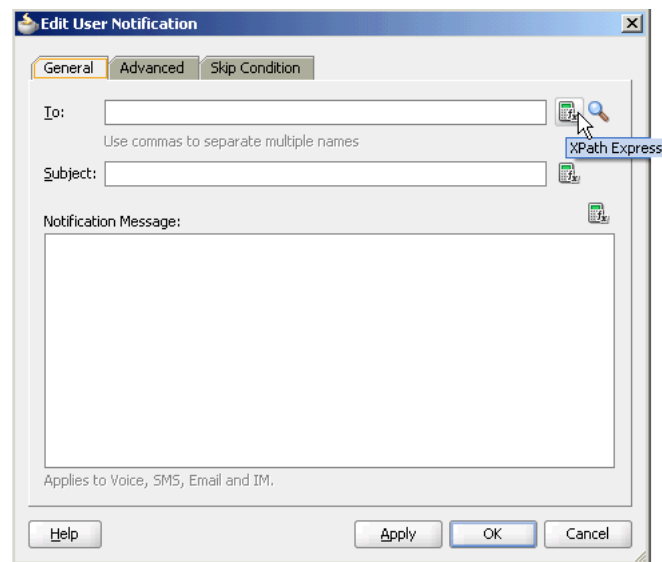 Edit User Notification
General Advanced Skip Condition
To:
Use commas to separate multiple names
XPath Express
Subject:
Notification Message:
Applies to Voice, SMS, Email and IM.
Help Apply OK Cancel